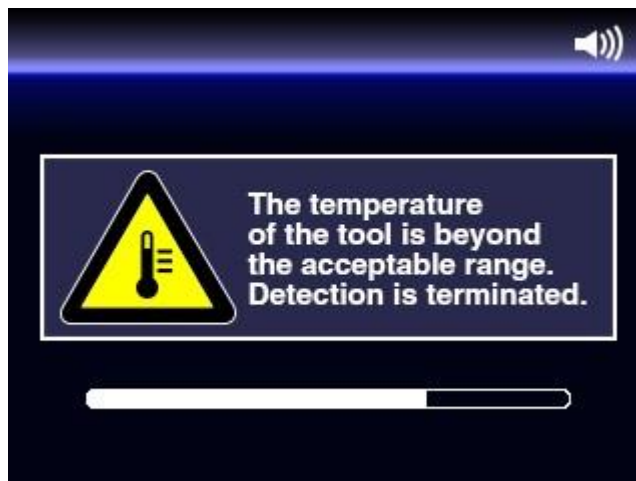 The temperature
of the tool is beyond
the acceptable range.
Detection is terminated.